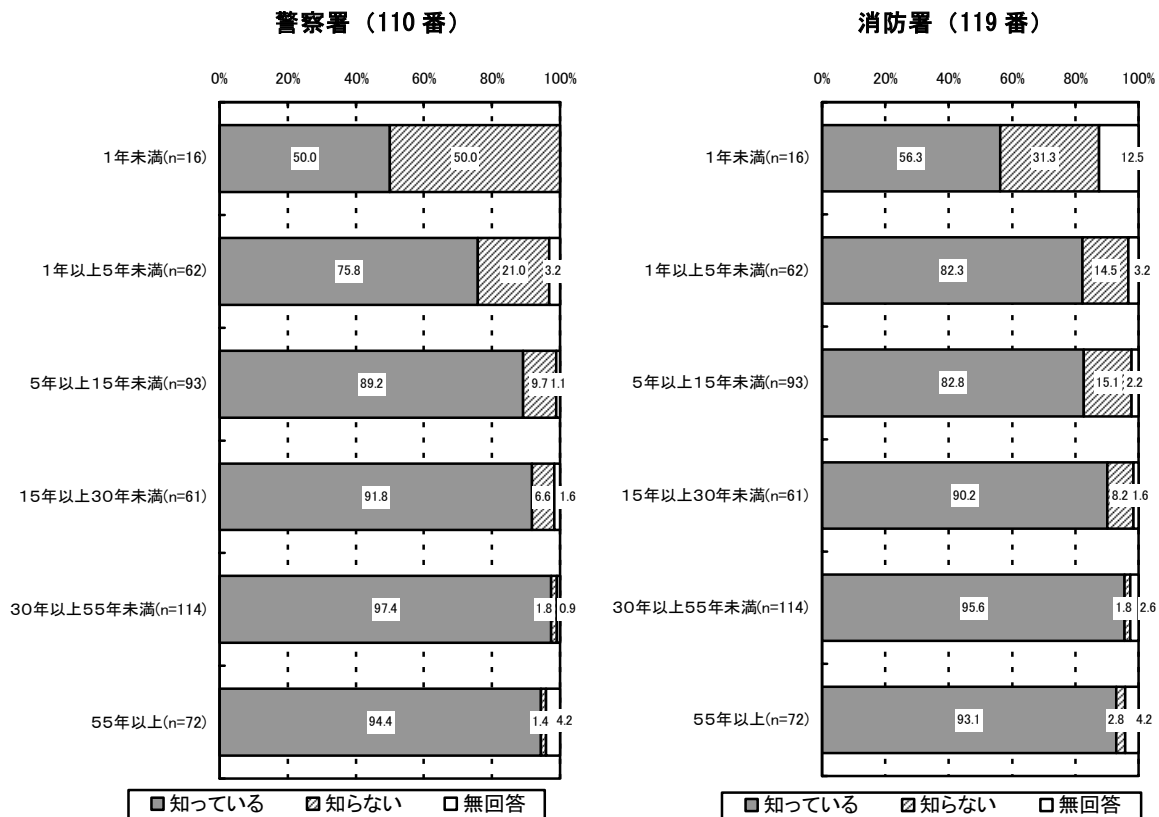 警察署（110番）
0% 20% 40% 60% 80% 100%
1年未満(n=16) 50.0 50.0
1年以上5年未満(n=62) 75.8 21.0 3.2
5年以上15年未満(n=93) 89.2 9.7 1.1
15年以上30年未満(n=61) 91.8 6.6 1.6
30年以上55年未満(n=114) 97.4 1.8 0.9
55年以上(n=72) 94.4 1.4 4.2
知っている 知らない 無回答
消防署（119番）
0% 20% 40% 60% 80% 100%
1年未満(n=16) 56.3 31.3 12.5
1年以上5年未満(n=62) 82.3 14.5 3.2
5年以上15年未満(n=93) 82.8 15.1 2.2
15年以上30年未満(n=61) 90.2 8.2 1.6
30年以上55年未満(n=114) 95.6 1.8 2.6
55年以上(n=72) 93.1 2.8 4.2
知っている 知らない 無回答